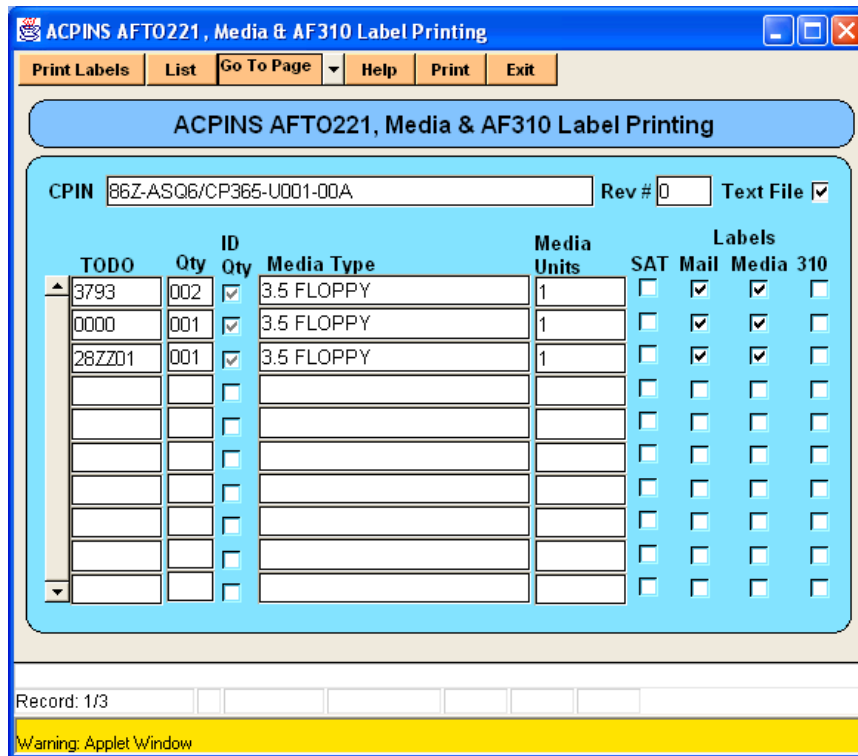 ACPINS AFTO221, Media & AF310 Label Printing
Print Labels List Go To Page Help Print Exit
ACPINS AFTO221, Media & AF310 Label Printing
CPIN 86Z-ASQ6/CP365-U001-00A Rev # 0 Text File
ID Media Labels
TODO Qty Qty Media Type Units SAT Mail Media 310
3793 002 3.5 FLOPPY 1
0000 001 3.5 FLOPPY 1
28ZZ01 001 3.5 FLOPPY 1
Record: 1/3
Warning: Applet Window